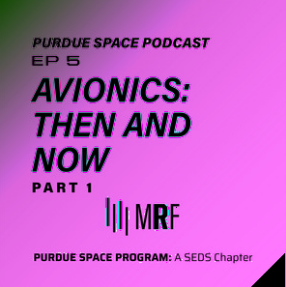 PURDUE SPACE PODCAST
EP 5
AVIONICS:
THEN AND
NOW
PART 1
MRF
PURDUE SPACE PROGRAM: A SEDS Chapter